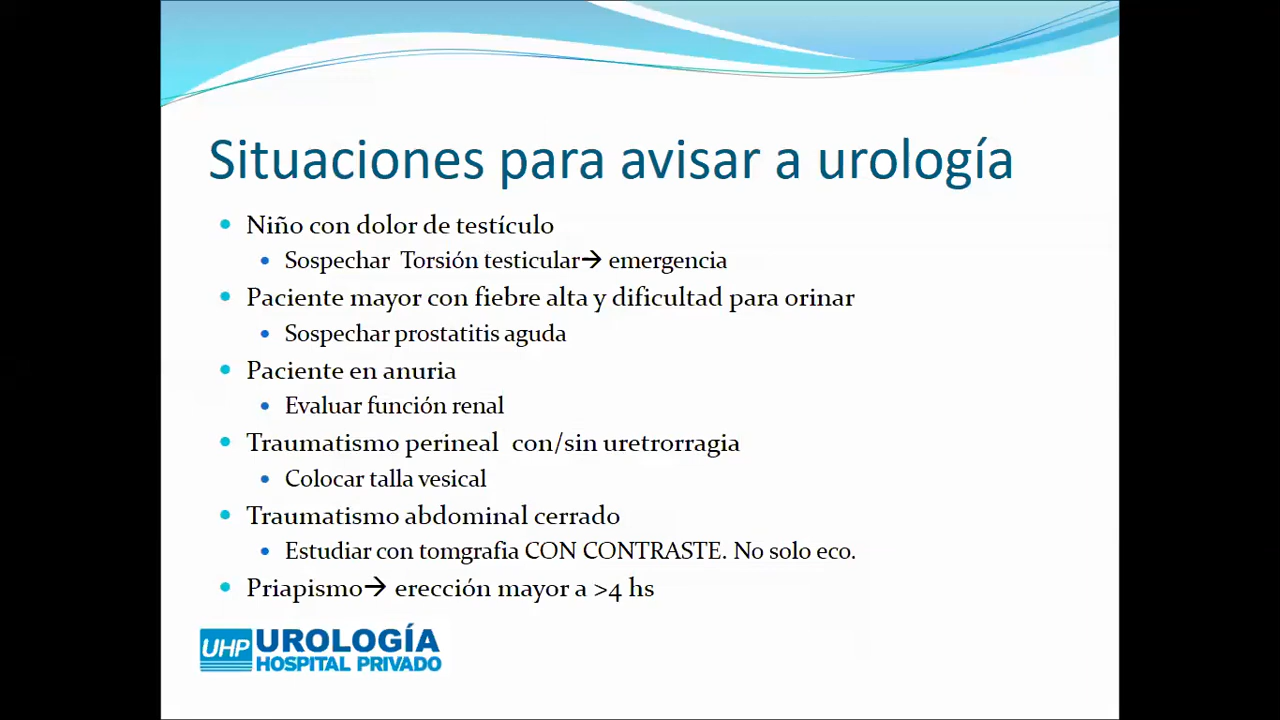 Situaciones para avisar a urología
• Niño con dolor de testículo
• Sospechar Torsión testicular→ emergencia
• Paciente mayor con fiebre alta y dificultad para orinar
• Sospechar prostatitis aguda
• Paciente en anuria
• Evaluar función renal
• Traumatismo perineal con/sin uretrorragia
• Colocar talla vesical
• Traumatismo abdominal cerrado
• Estudiar con tomgrafia CON CONTRASTE. No solo eco.
• Priapismo→ erección mayor a >4 hs
UHP UROLOGÍA
HOSPITAL PRIVADO